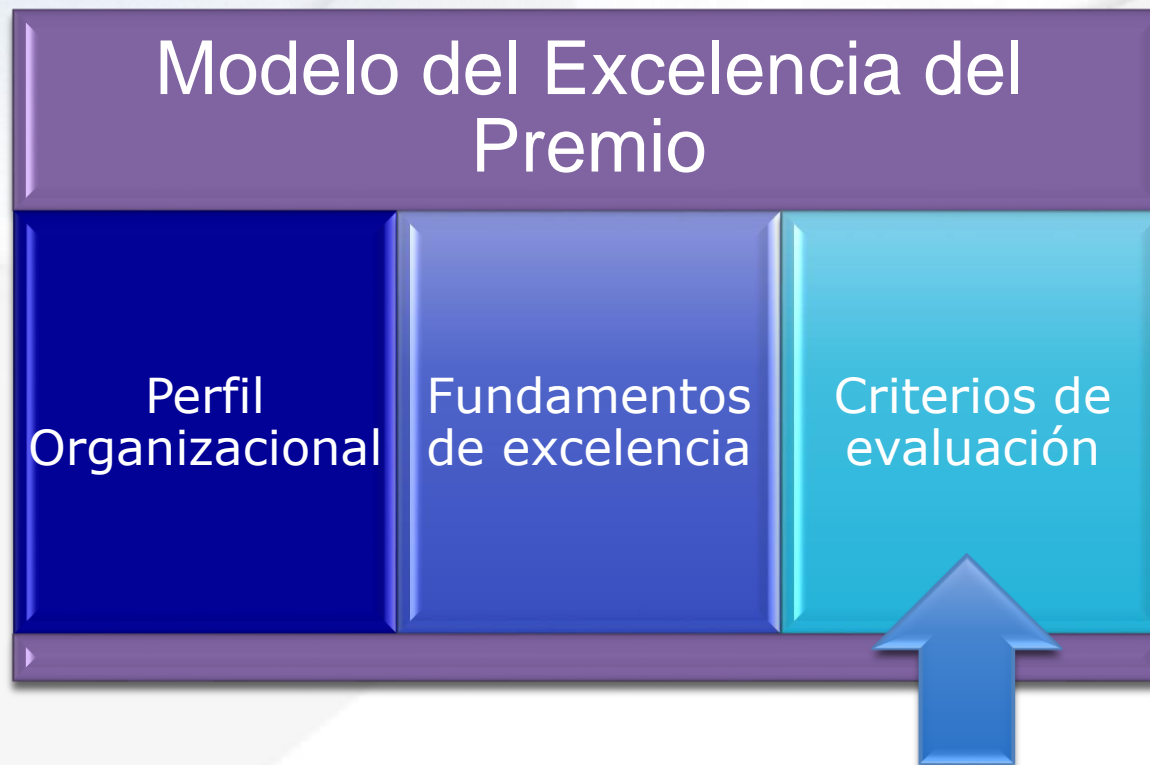 Modelo del Excelencia del
Premio
Perfil
Organizacional
Fundamentos
de excelencia
Criterios de
evaluación